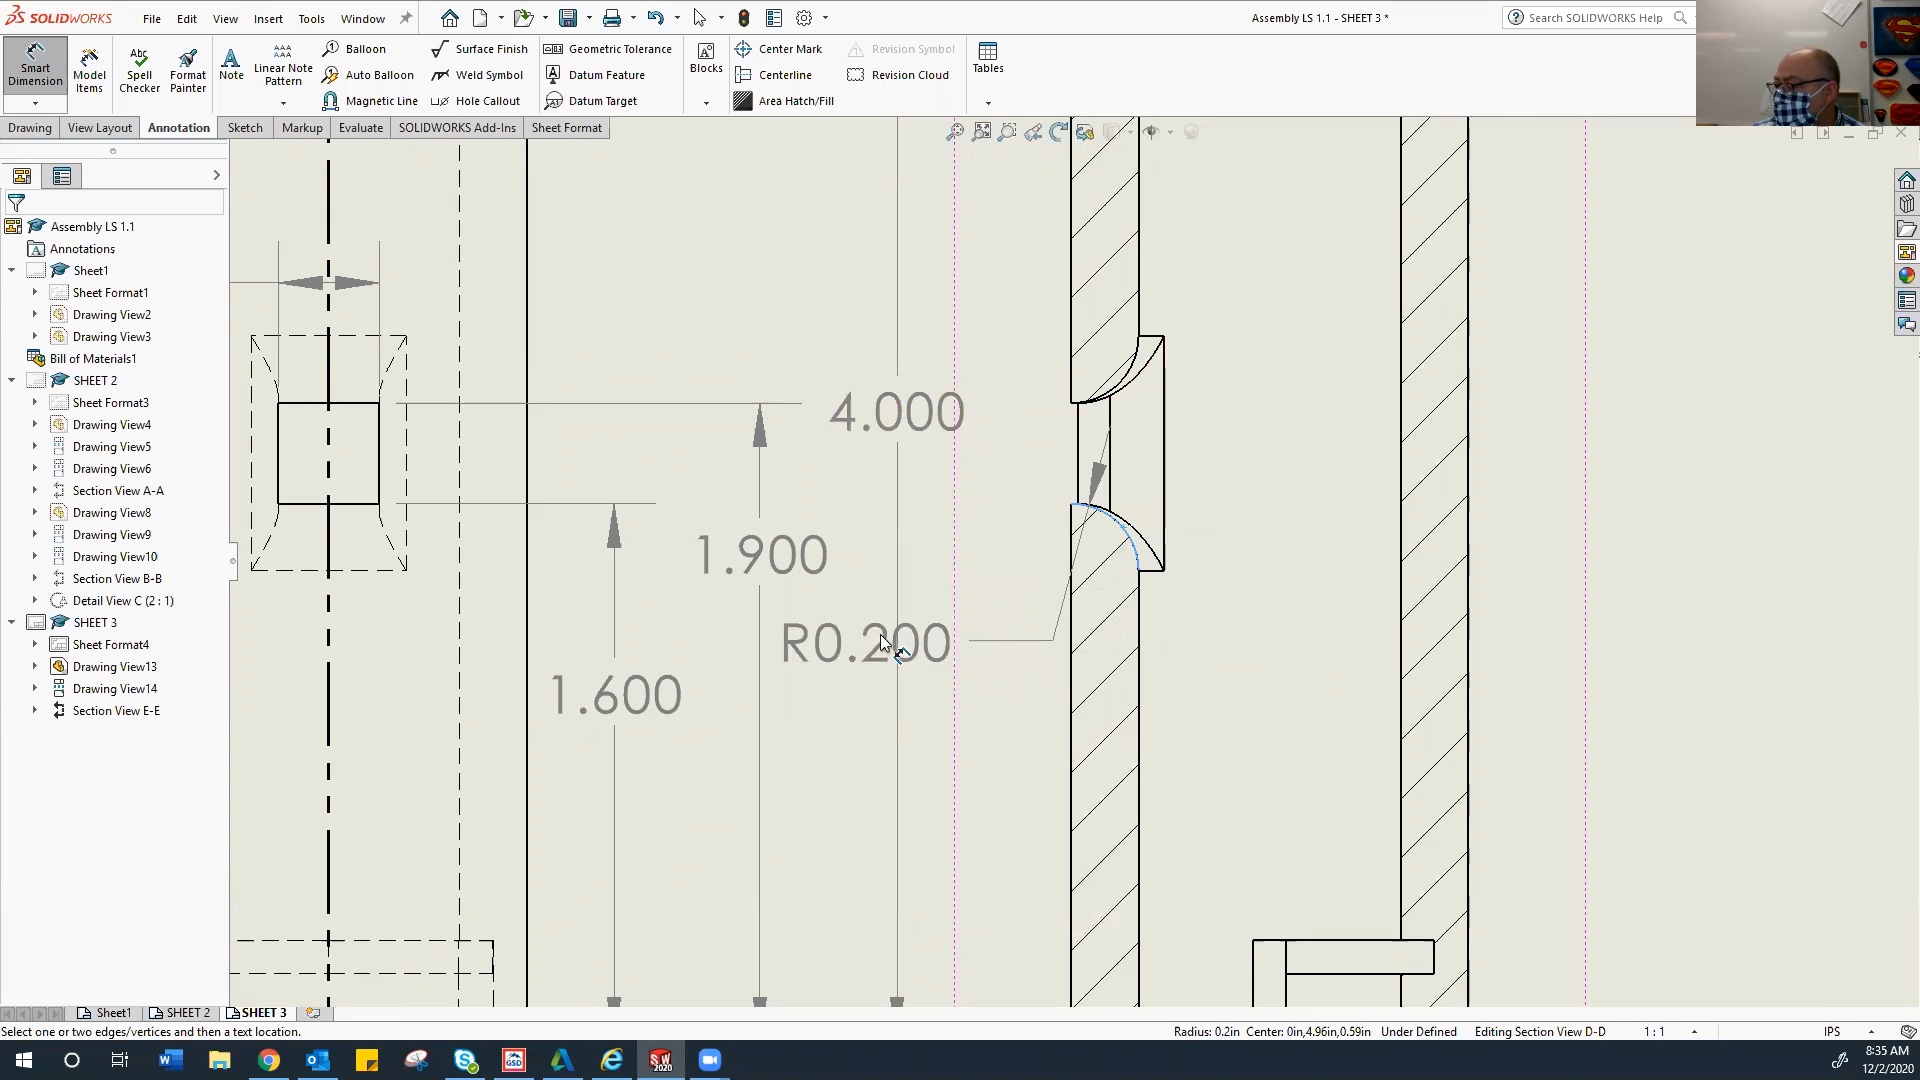 SOLIDWORKS File Edit View Insert Tools Window
Assembly LS 1.1 - SHEET 3 *
Search SOLIDWORKS Help
Smart Dimension
Model Items
Spell Checker
Format Painter
Note
Linear Note Pattern
Balloon
Auto Balloon
Magnetic Line
Surface Finish
Weld Symbol
Hole Callout
Geometric Tolerance
Datum Feature
Datum Target
Blocks
Center Mark
Centerline
Area Hatch/Fill
Revision Symbol
Revision Cloud
Tables
Drawing View Layout Annotation Sketch Markup Evaluate SOLIDWORKS Add-Ins Sheet Format
Assembly LS 1.1
Annotations
Sheet1
Sheet Format1
Drawing View2
Drawing View3
Bill of Materials1
SHEET 2
Sheet Format3
Drawing View4
Drawing View5
Drawing View6
Section View A-A
Drawing View8
Drawing View9
Drawing View10
Section View B-B
Detail View C (2 : 1)
SHEET 3
Sheet Format4
Drawing View13
Drawing View14
Section View E-E
4.000
1.900
R0.200
1.600
Sheet1 SHEET 2 SHEET 3
Select one or two edges/vertices and then a text location.
Radius: 0.2in Center: 0in,4.96in,0.59in Under Defined Editing Section View D-D 1 : 1 IPS
8:35 AM
12/2/2020